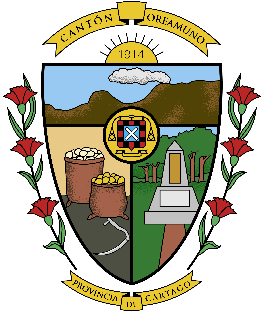 CANTÓN OREAMUNO
1914
PROVINCIA DE CARTAGO